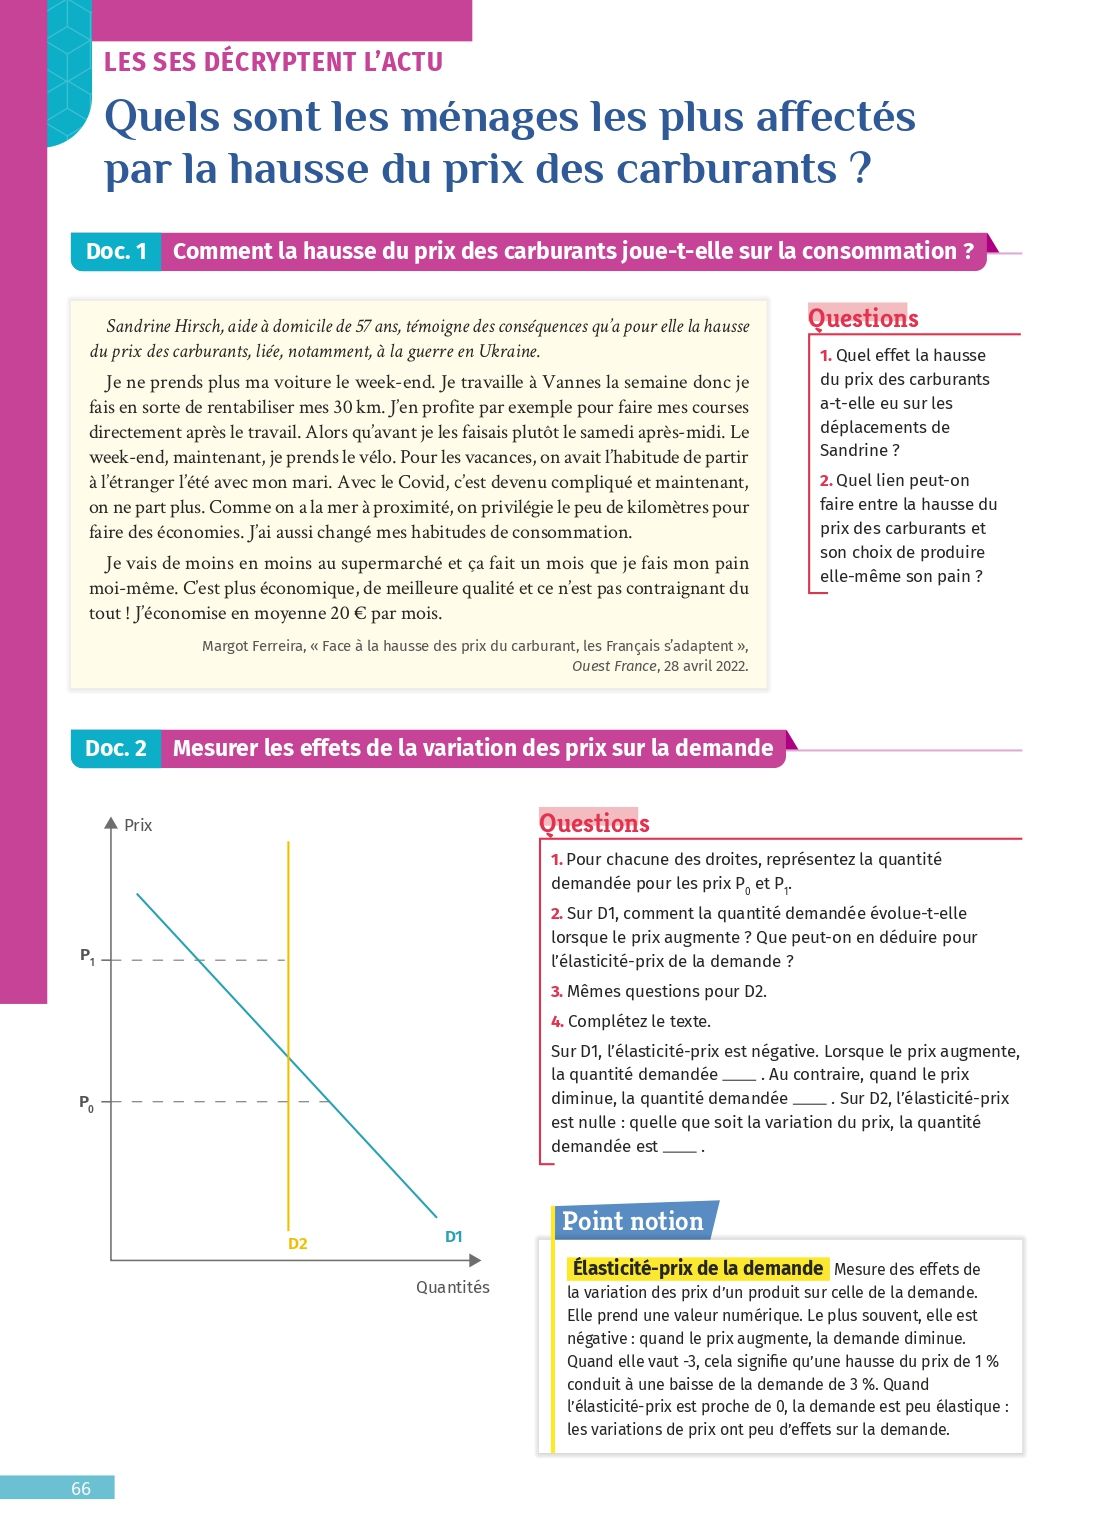 LES SES DÉCRYPTENT L’ACTU
Quels sont les ménages les plus affectés
par la hausse du prix des carburants ?
Doc. 1 Comment la hausse du prix des carburants joue-t-elle sur la consommation ?
Sandrine Hirsch, aide à domicile de 57 ans, témoigne des conséquences qu’a pour elle la hausse
du prix des carburants, liée, notamment, à la guerre en Ukraine.
Je ne prends plus ma voiture le week-end. Je travaille à Vannes la semaine donc je
fais en sorte de rentabiliser mes 30 km. J’en profite par exemple pour faire mes courses
directement après le travail. Alors qu’avant je les faisais plutôt le samedi après-midi. Le
week-end, maintenant, je prends le vélo. Pour les vacances, on avait l’habitude de partir
à l’étranger l’été avec mon mari. Avec le Covid, c’est devenu compliqué et maintenant,
on ne part plus. Comme on a la mer à proximité, on privilégie le peu de kilomètres pour
faire des économies. J’ai aussi changé mes habitudes de consommation.
Je vais de moins en moins au supermarché et ça fait un mois que je fais mon pain
moi-même. C’est plus économique, de meilleure qualité et ce n’est pas contraignant du
tout ! J’économise en moyenne 20 € par mois.
Margot Ferreira, « Face à la hausse des prix du carburant, les Français s’adaptent »,
Ouest France, 28 avril 2022.
Questions
1. Quel effet la hausse
du prix des carburants
a-t-elle eu sur les
déplacements de
Sandrine ?
2. Quel lien peut-on
faire entre la hausse du
prix des carburants et
son choix de produire
elle-même son pain ?
Doc. 2 Mesurer les effets de la variation des prix sur la demande
Prix
P1
P0
D2
D1
Quantités
Questions
1. Pour chacune des droites, représentez la quantité
demandée pour les prix P0 et P1.
2. Sur D1, comment la quantité demandée évolue-t-elle
lorsque le prix augmente ? Que peut-on en déduire pour
l’élasticité-prix de la demande ?
3. Mêmes questions pour D2.
4. Complétez le texte.
Sur D1, l’élasticité-prix est négative. Lorsque le prix augmente,
la quantité demandée ____ . Au contraire, quand le prix
diminue, la quantité demandée ____ . Sur D2, l’élasticité-prix
est nulle : quelle que soit la variation du prix, la quantité
demandée est ____ .
Point notion
Élasticité-prix de la demande Mesure des effets de
la variation des prix d’un produit sur celle de la demande.
Elle prend une valeur numérique. Le plus souvent, elle est
négative : quand le prix augmente, la demande diminue.
Quand elle vaut -3, cela signifie qu’une hausse du prix de 1 %
conduit à une baisse de la demande de 3 %. Quand
l’élasticité-prix est proche de 0, la demande est peu élastique :
les variations de prix ont peu d’effets sur la demande.
66